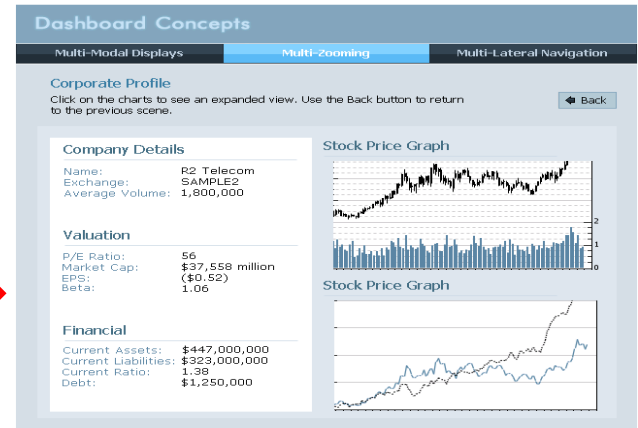 Dashboard Concepts
Multi-Modal Displays
Multi-Zooming
Multi-Lateral Navigation
Corporate Profile
Click on the charts to see an expanded view. Use the Back button to return
to the previous scene.
Back
Company Details
Name: R2 Telecom
Exchange: SAMPLE2
Average Volume: 1,800,000
Valuation
P/E Ratio: 56
Market Cap: $37,558 million
EPS: ($0.52)
Beta: 1.06
Financial
Current Assets: $447,000,000
Current Liabilities: $323,000,000
Current Ratio: 1.38
Debt: $1,250,000
Stock Price Graph
2
1
0
Stock Price Graph